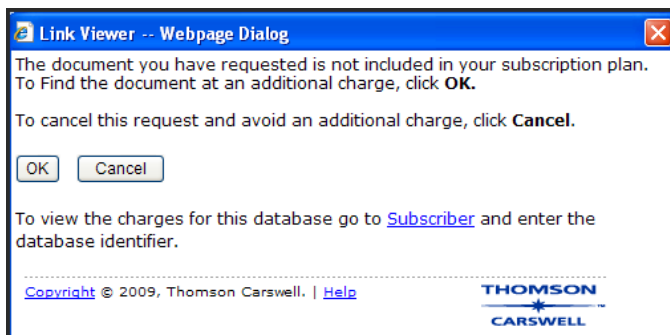 Link Viewer -- Webpage Dialog
The document you have requested is not included in your subscription plan.
To Find the document at an additional charge, click OK.
To cancel this request and avoid an additional charge, click Cancel.
OK Cancel
To view the charges for this database go to Subscriber and enter the
database identifier.
Copyright © 2009, Thomson Carswell. | Help
THOMSON
™
CARSWELL